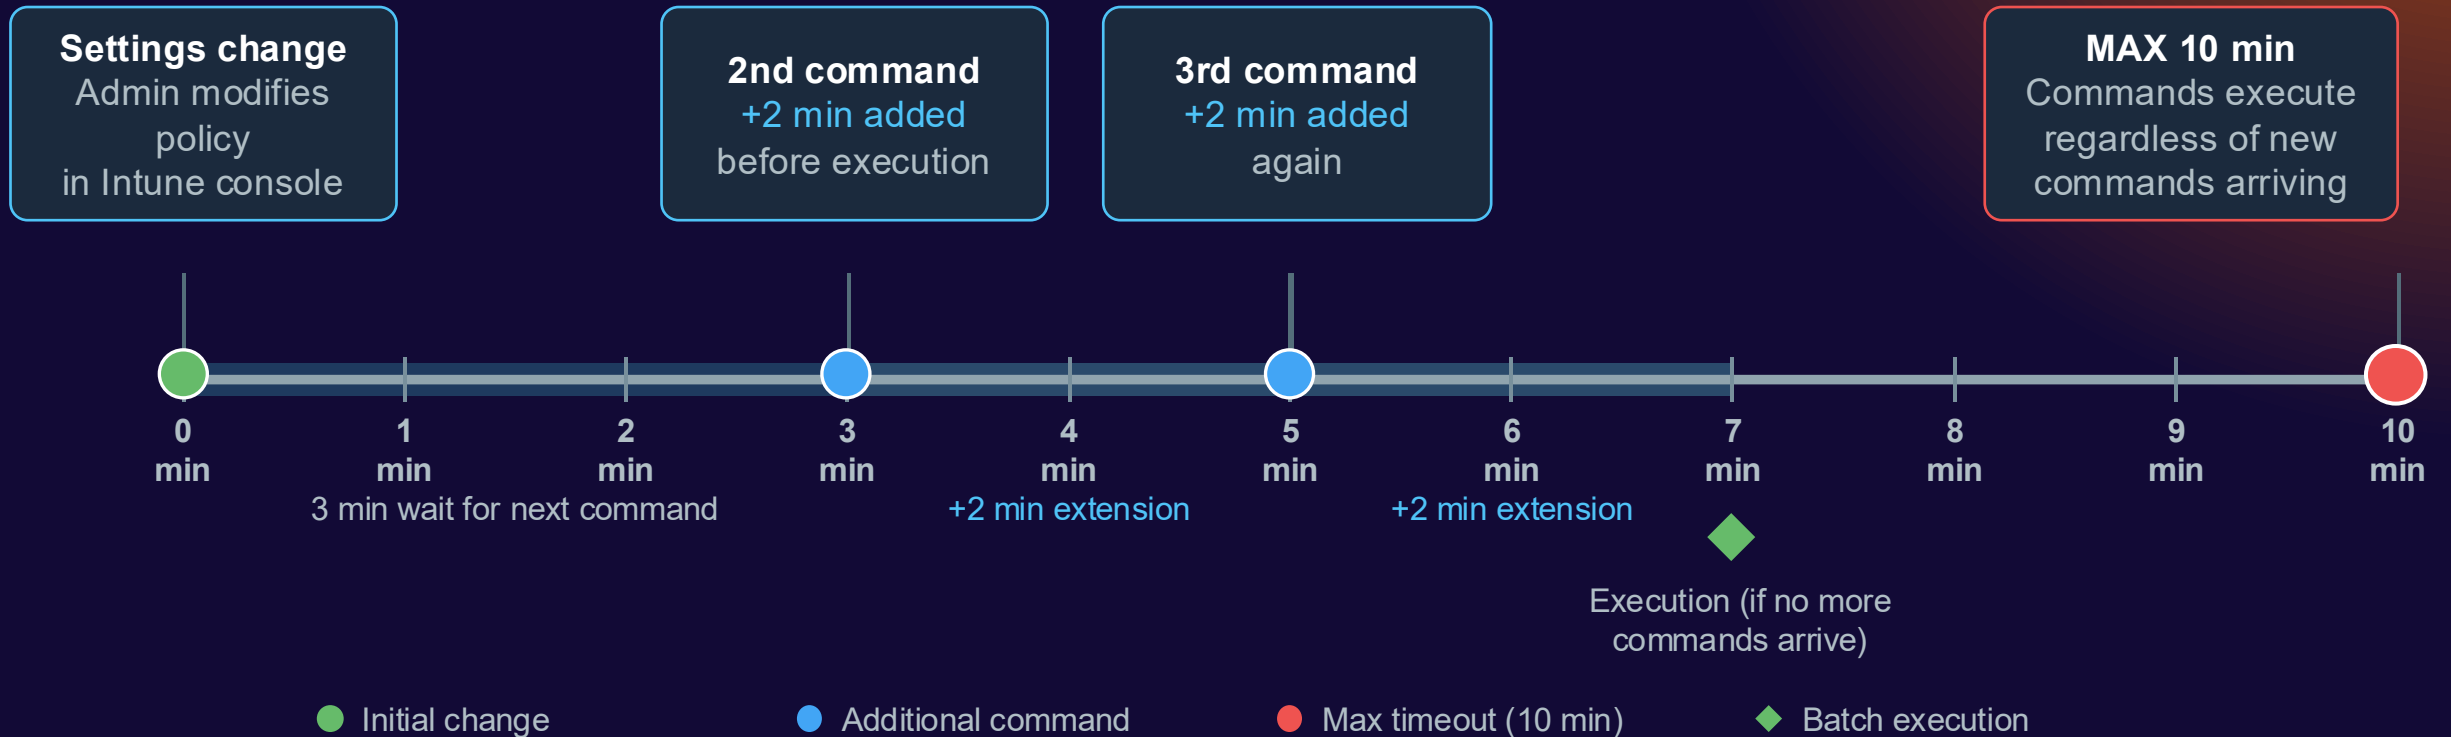 Settings change
Admin modifies
policy
in Intune console
2nd command
+2 min added
before execution
3rd command
+2 min added
again
MAX 10 min
Commands execute
regardless of new
commands arriving
0
min
1
min
2
min
3
min
4
min
5
min
6
min
7
min
8
min
9
min
10
min
3 min wait for next command
+2 min extension
+2 min extension
Execution (if no more
commands arrive)
Initial change
Additional command
Max timeout (10 min)
Batch execution